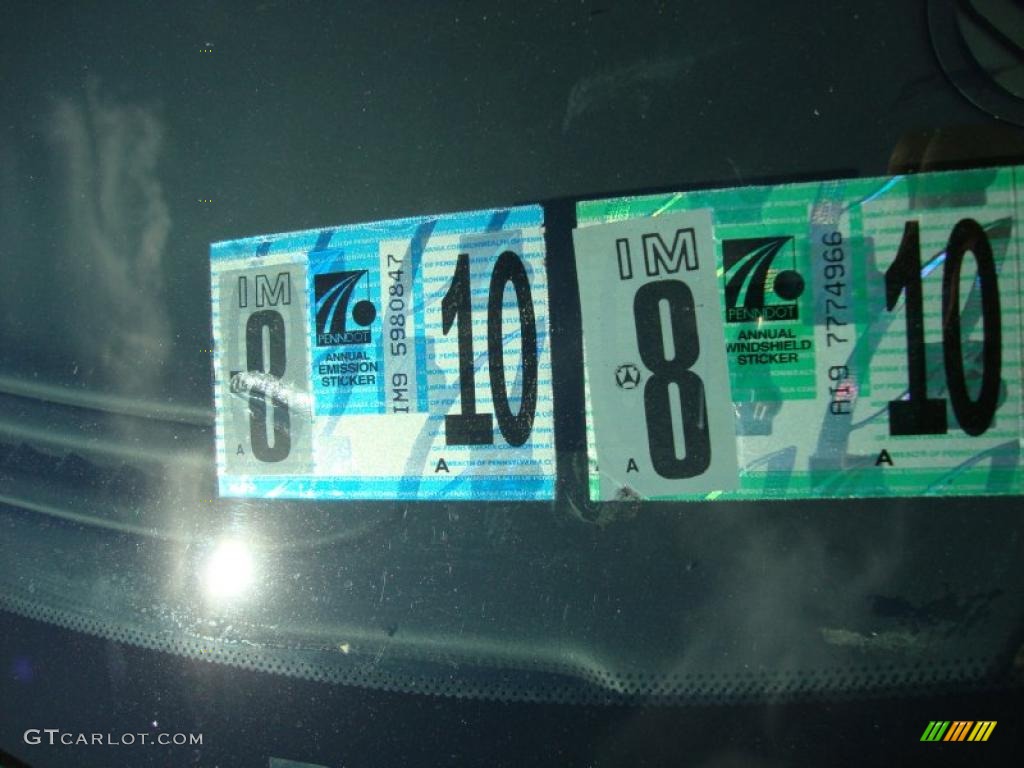 IM
8
A
PENNDOT
ANNUAL
EMISSION
STICKER
IM9 5980847
10
A
IM
8
A
PENNDOT
ANNUAL
WINDSHIELD
STICKER
AI9 7774966
10
A
GTCARLOT.COM